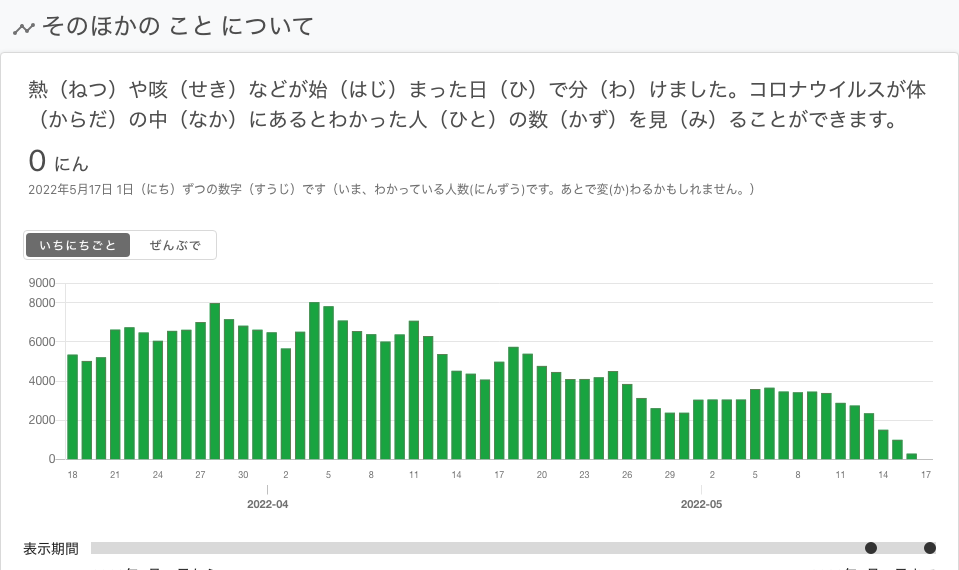 そのほかの こと について
熱（ねつ）や咳（せき）などが始（はじ）まった日（ひ）で分（わ）けました。コロナウイルスが体
（からだ）の中（なか）にあるとわかった人（ひと）の数（かず）を見（み）ることができます。
0 にん
2022年5月17日 1日（にち）ずつの数字（すうじ）です（いま、わかっている人数(にんずう)です。あとで変(か)わるかもしれません。）
いちにちごと ぜんぶで
9000
8000
6000
4000
2000
0
18 21 24 27 30 2 5 8 11 14 17 20 23 26 29 2 5 8 11 14 17
2022-04 2022-05
表示期間